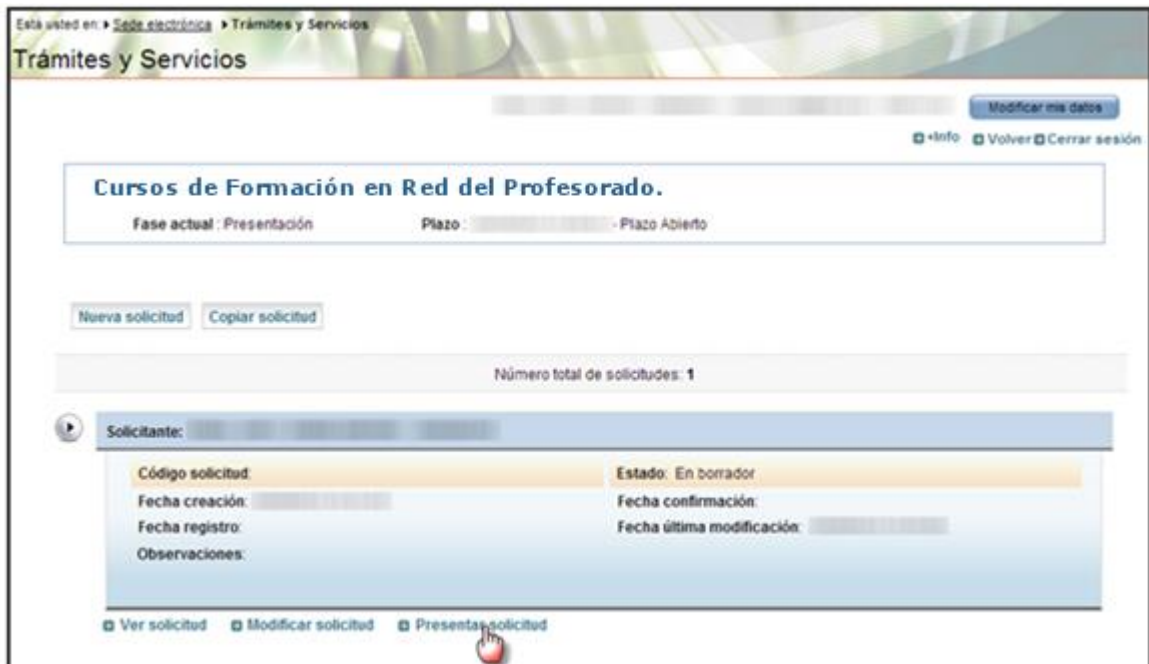 Está usted en: Sede electrónica Trámites y Servicios
Trámites y Servicios
Modificar mis datos
+Info Volver Cerrar sesión
Cursos de Formación en Red del Profesorado.
Fase actual : Presentación Plazo : - Plazo Abierto
Nueva solicitud Copiar solicitud
Número total de solicitudes: 1
Solicitante:
Código solicitud: Estado: En borrador
Fecha creación: Fecha confirmación:
Fecha registro: Fecha última modificación:
Observaciones:
Ver solicitud Modificar solicitud Presentar solicitud